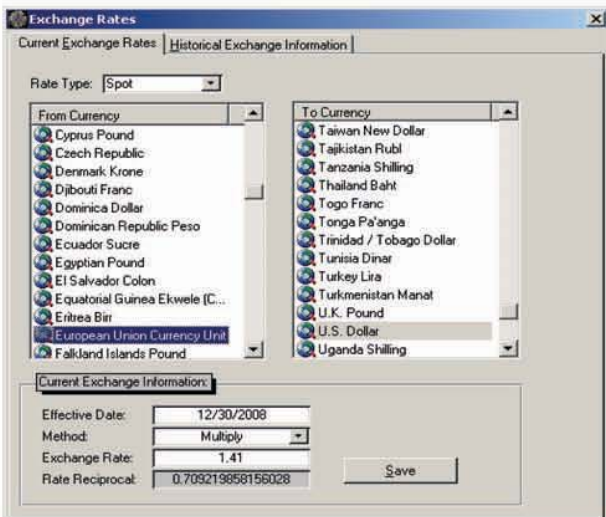 Exchange Rates
Current Exchange Rates
Historical Exchange Information
Rate Type: Spot
From Currency
Cyprus Pound
Czech Republic
Denmark Krone
Djibouti Franc
Dominica Dollar
Dominican Republic Peso
Ecuador Sucre
Egyptian Pound
El Salvador Colon
Equatorial Guinea Ekwele (C...
Eritrea Birr
European Union Currency Unit
Falkland Islands Pound
To Currency
Taiwan New Dollar
Tajikistan Rubl
Tanzania Shilling
Thailand Baht
Togo Franc
Tonga Pa'anga
Trinidad / Tobago Dollar
Tunisia Dinar
Turkey Lira
Turkmenistan Manat
U.K. Pound
U.S. Dollar
Uganda Shilling
Current Exchange Information:
Effective Date: 12/30/2008
Method: Multiply
Exchange Rate: 1.41
Rate Reciprocal: 0.709219858156028
Save